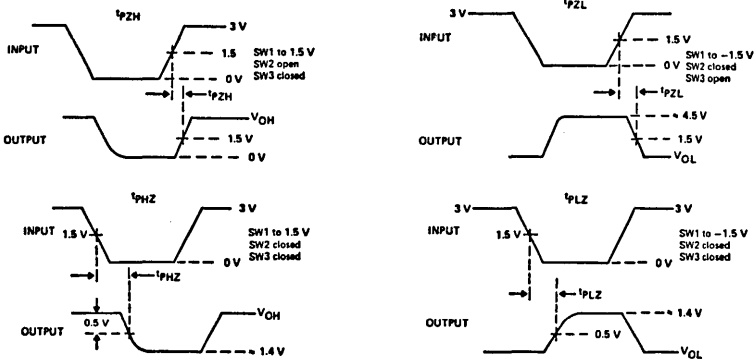 tPZH
3 V
INPUT
1.5
SW1 to 1.5 V
SW2 open
SW3 closed
0 V
tPZH
VOH
OUTPUT
1.5 V
0 V
tPZL
3 V
INPUT
1.5 V
SW1 to −1.5 V
SW2 closed
SW3 open
0 V
tPZL
4.5V
OUTPUT
1.5 V
VOL
tPHZ
3 V
INPUT
1.5 V
SW1 to 1.5 V
SW2 closed
SW3 closed
0 V
tPHZ
VOH
0.5 V
OUTPUT
1.4 V
tPLZ
3 V
INPUT
1.5 V
SW1 to −1.5 V
SW2 closed
SW3 closed
0 V
tPLZ
1.4 V
OUTPUT
0.5 V
VOL